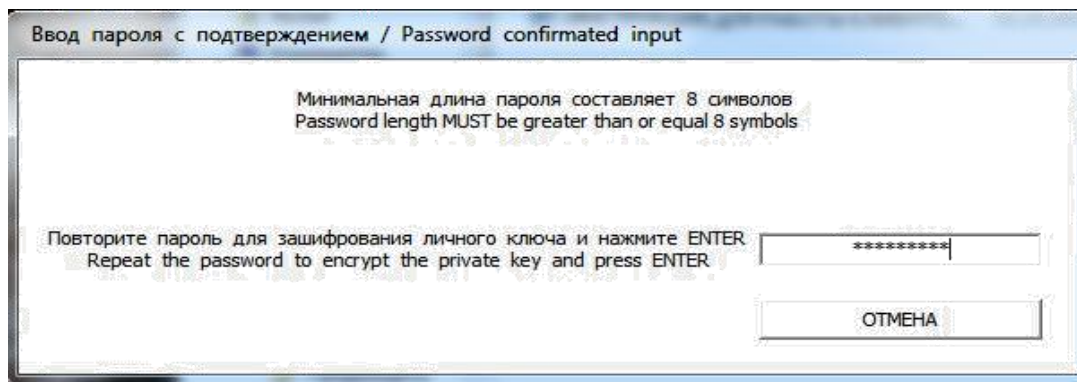 Ввод пароля с подтверждением / Password confirmated input
Минимальная длина пароля составляет 8 символов
Password length MUST be greater than or equal 8 symbols
Повторите пароль для зашифрования личного ключа и нажмите ENTER
Repeat the password to encrypt the private key and press ENTER
*********
ОТМЕНА